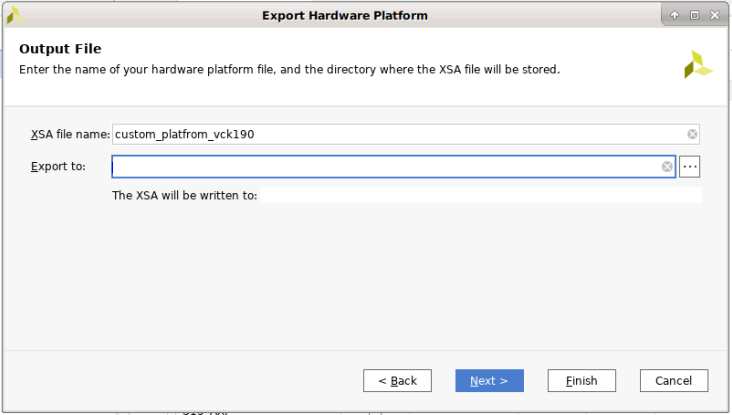 Export Hardware Platform
Output File
Enter the name of your hardware platform file, and the directory where the XSA file will be stored.
XSA file name: custom_platfrom_vck190
Export to: ...
The XSA will be written to:
< Back Next > Finish Cancel